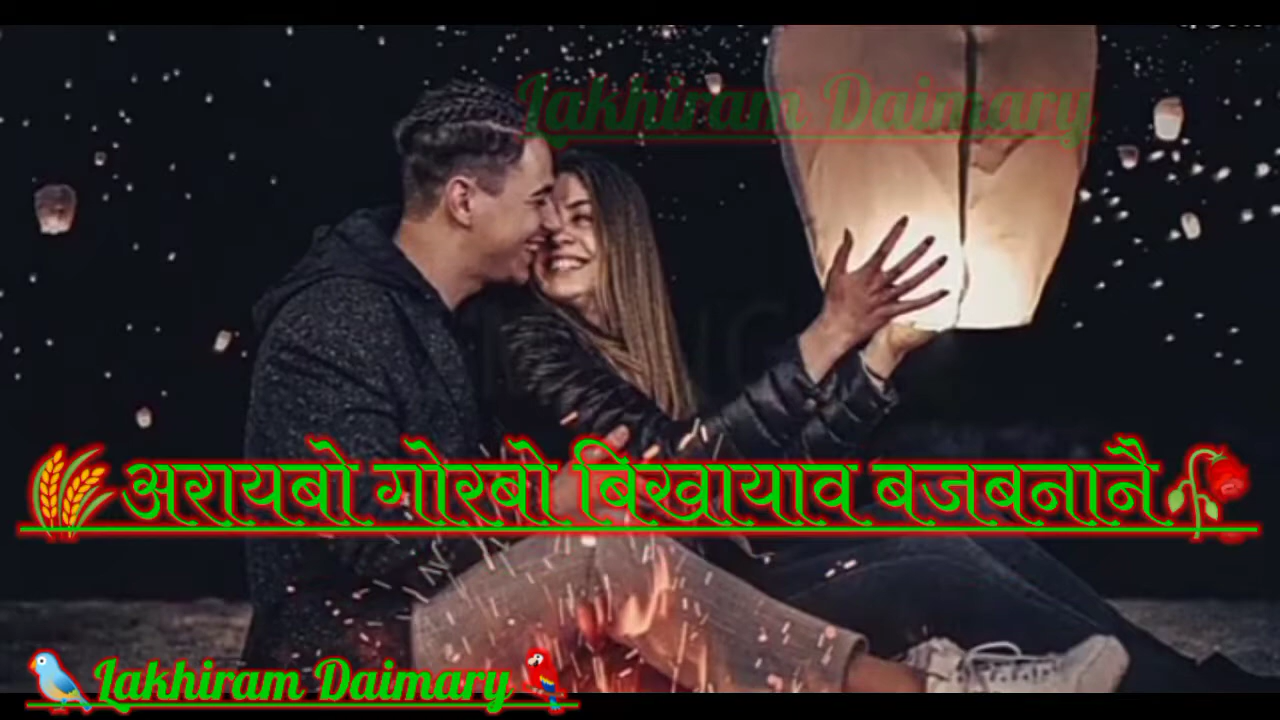 Lakhiram Daimary
🌾अरायबो गोरबो बिखायाव बजबनानै🥀
🐦Lakhiram Daimary🦜